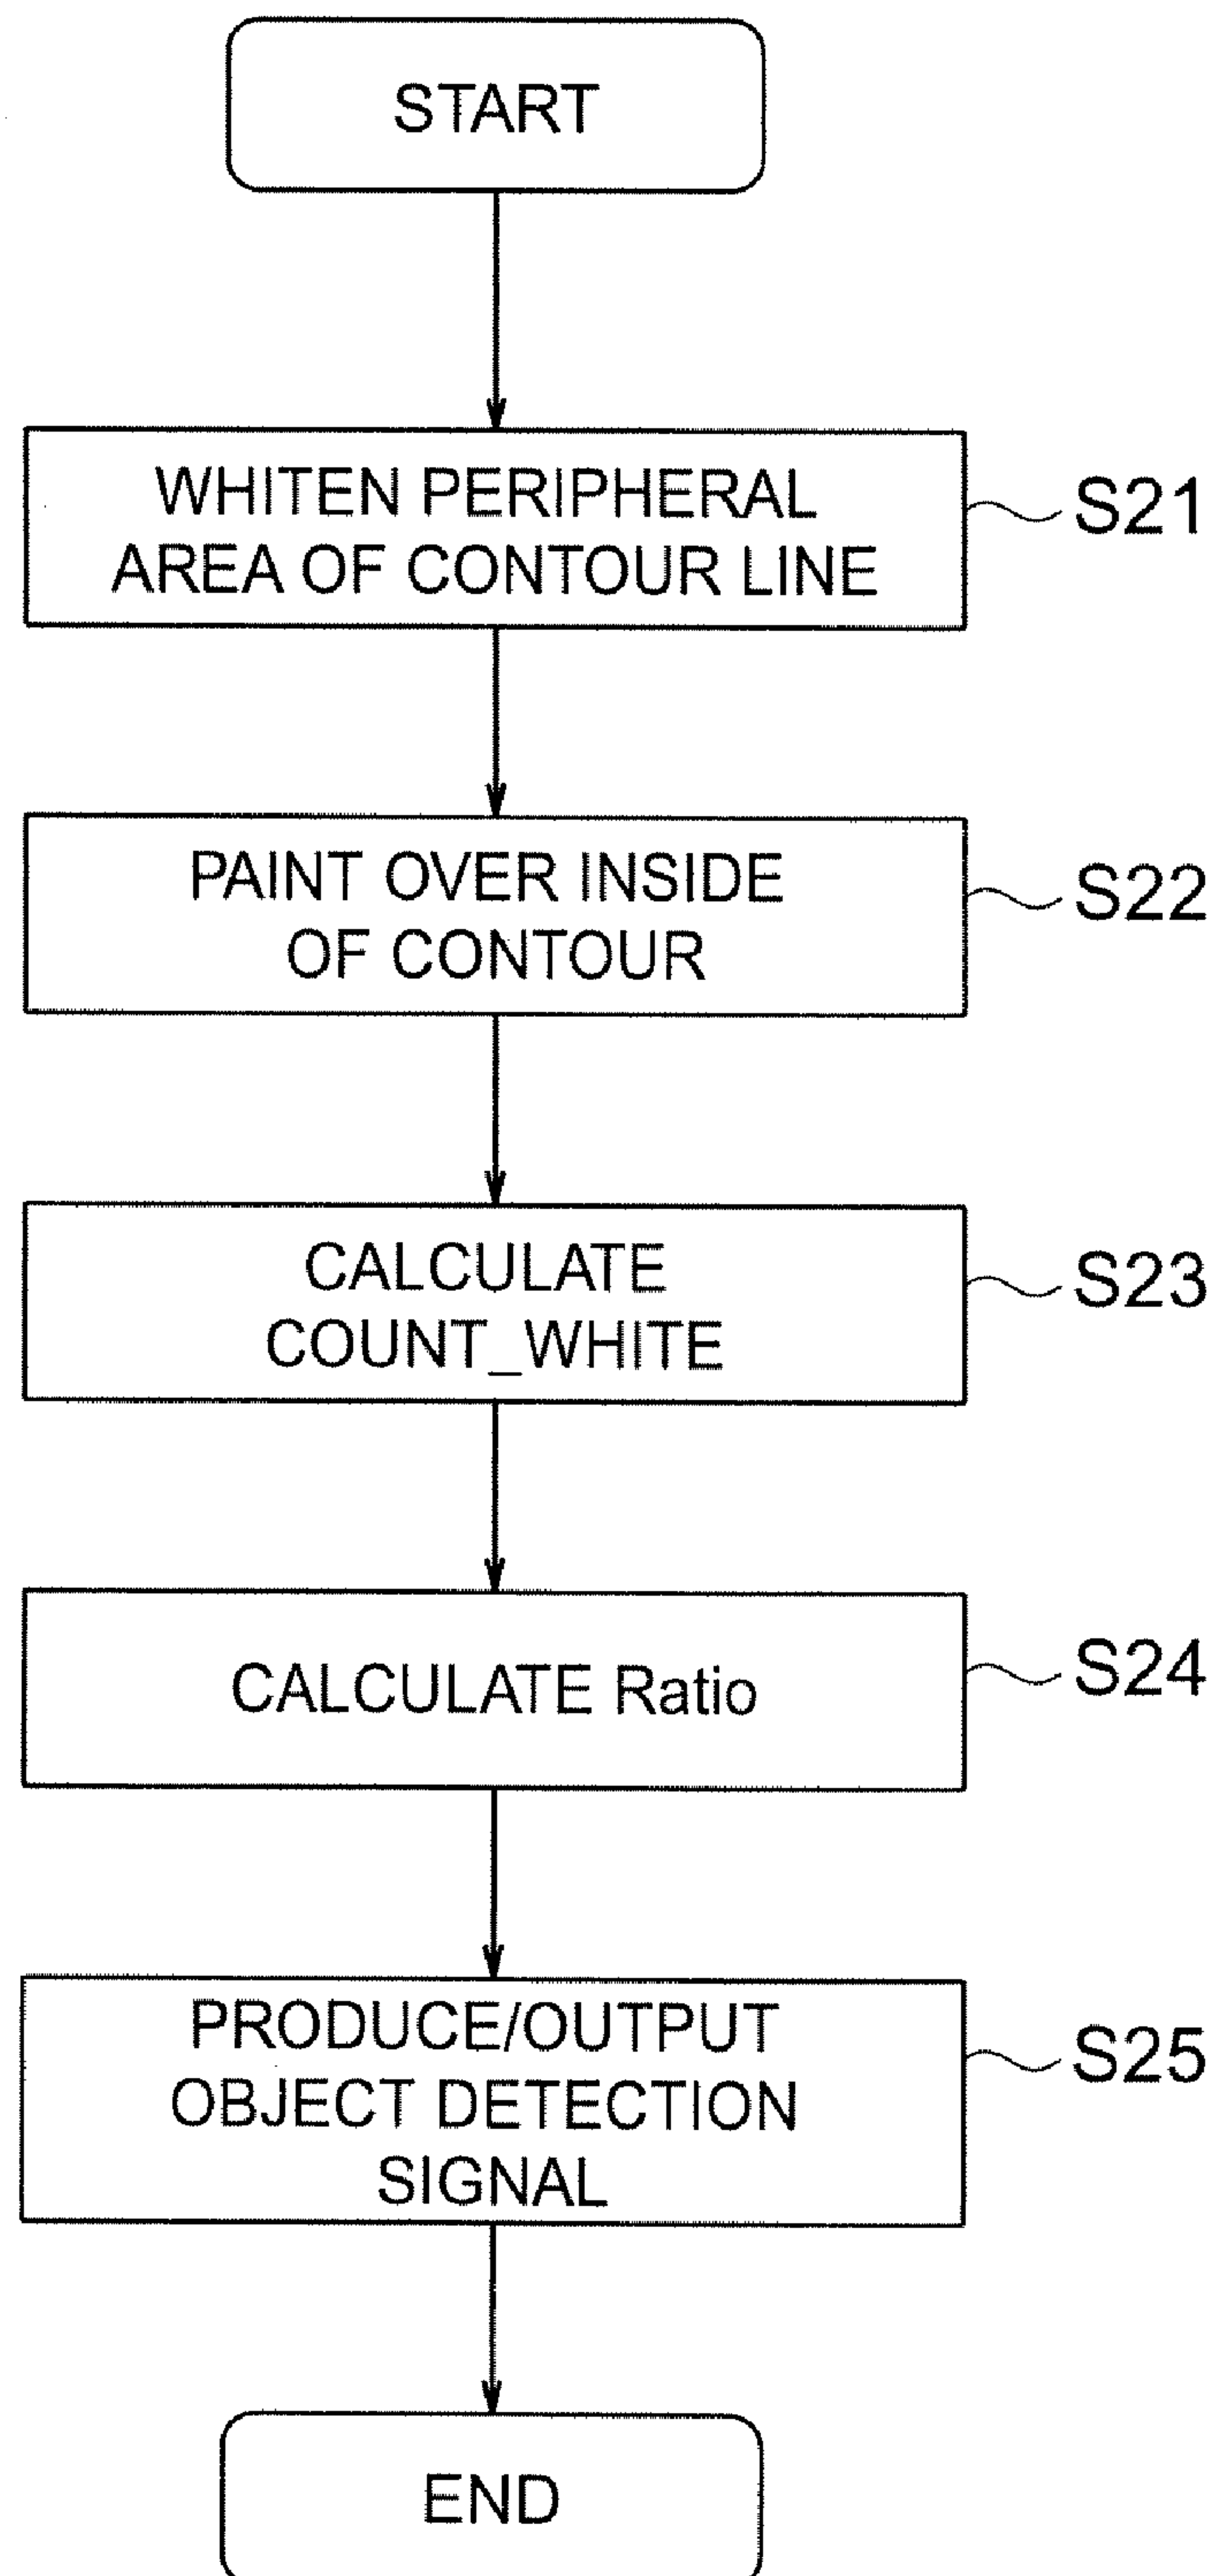 START
WHITEN PERIPHERAL
AREA OF CONTOUR LINE
S21
PAINT OVER INSIDE
OF CONTOUR
S22
CALCULATE
COUNT_WHITE
S23
CALCULATE Ratio
S24
PRODUCE/OUTPUT
OBJECT DETECTION
SIGNAL
S25
END